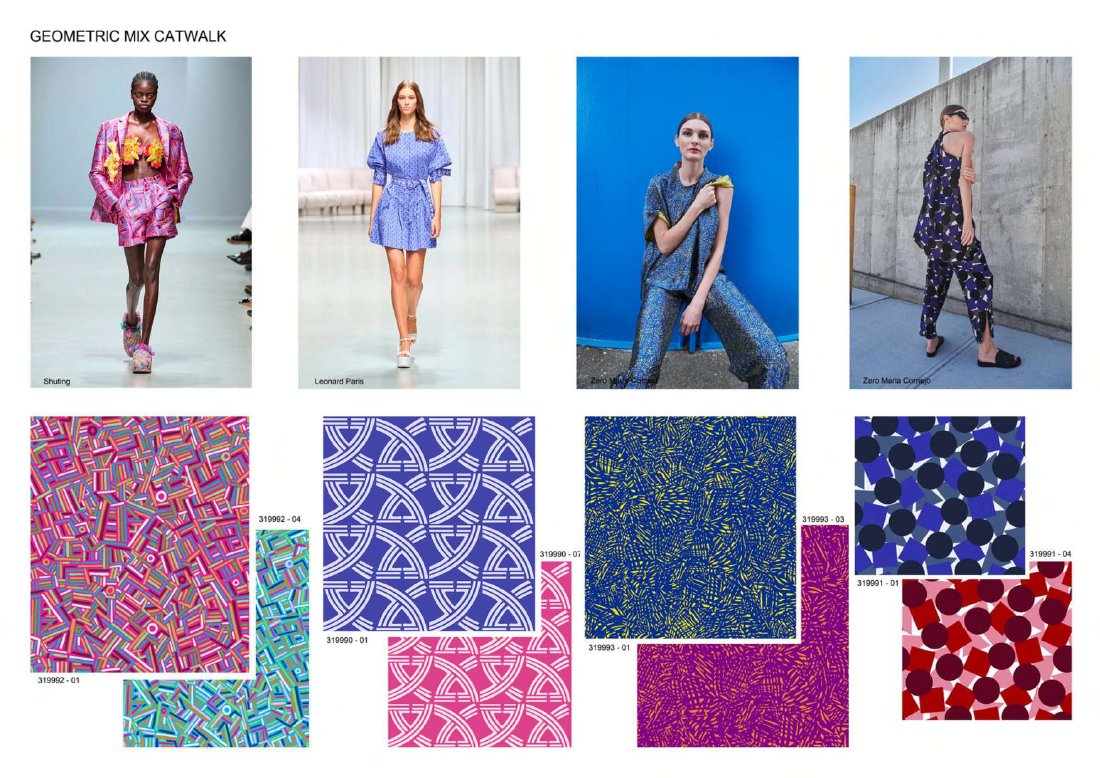 GEOMETRIC MIX CATWALK
Shuting
Leonard Paris
Zero Maria Cornejo
Zero Maria Cornejo
319992 - 04
319993 - 03
319990 - 07
319991 - 04
319991 - 01
319990 - 01
319993 - 01
319992 - 01